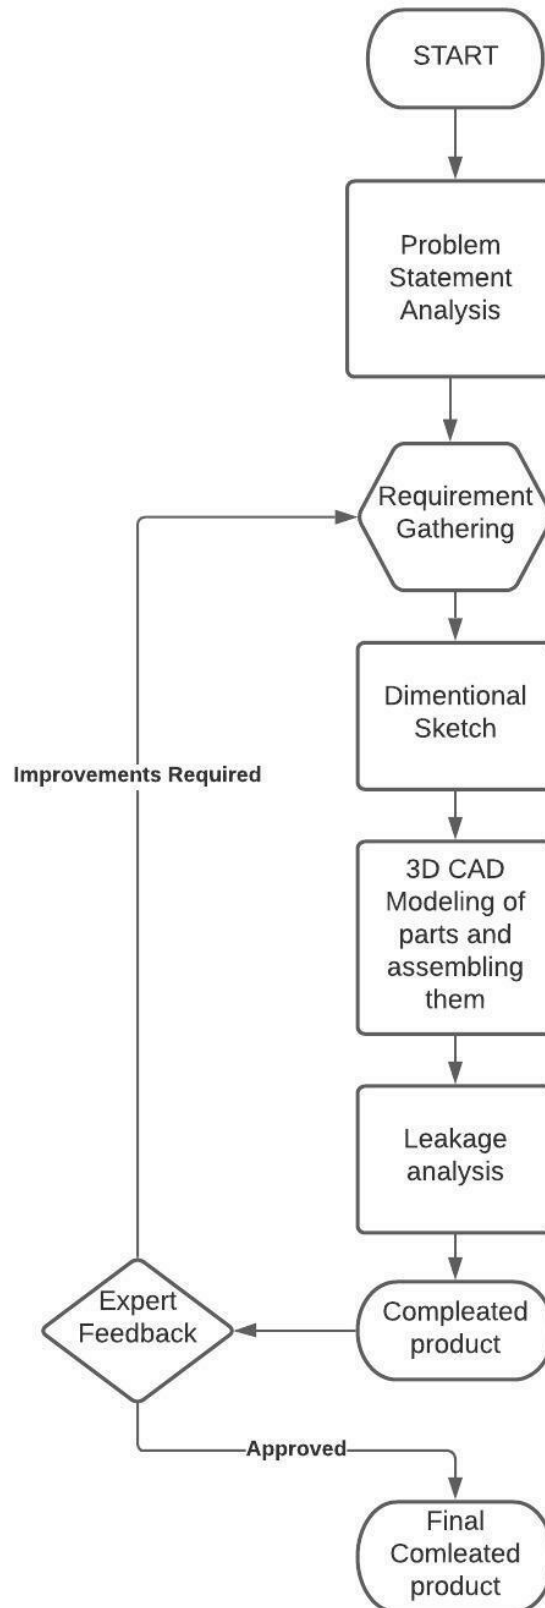 START
Problem
Statement
Analysis
Requirement
Gathering
Dimentional
Sketch
Improvements Required
3D CAD
Modeling of
parts and
assembling
them
Leakage
analysis
Expert
Feedback
Compleated
product
Approved
Final
Comleated
product